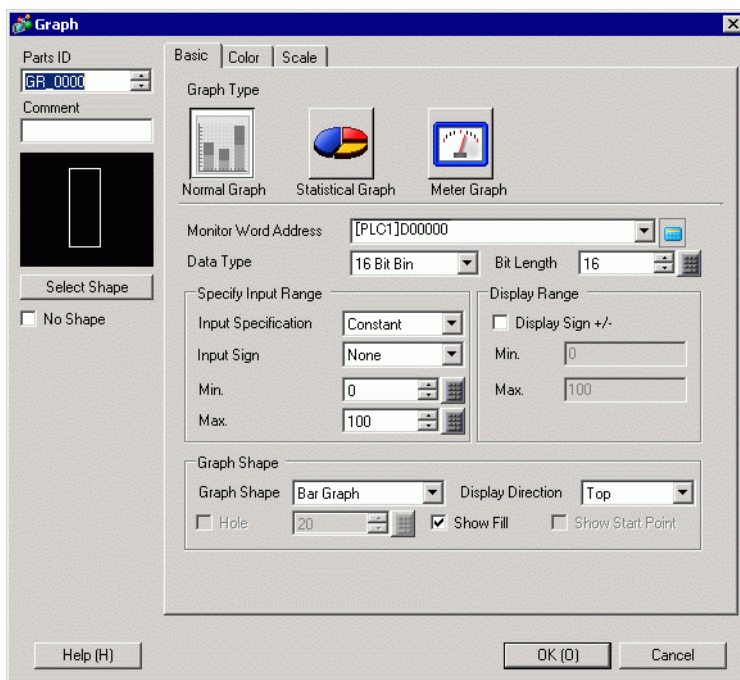 Graph
Parts ID
GR_0000
Comment
Select Shape
No Shape
Basic Color Scale
Graph Type
Normal Graph Statistical Graph Meter Graph
Monitor Word Address [PLC1]D00000
Data Type 16 Bit Bin Bit Length 16
Specify Input Range Display Range
Input Specification Constant Display Sign +/-
Input Sign None Min. 0
Min. 0 Max. 100
Max. 100
Graph Shape
Graph Shape Bar Graph Display Direction Top
Hole 20 Show Fill Show Start Point
Help (H) OK (O) Cancel